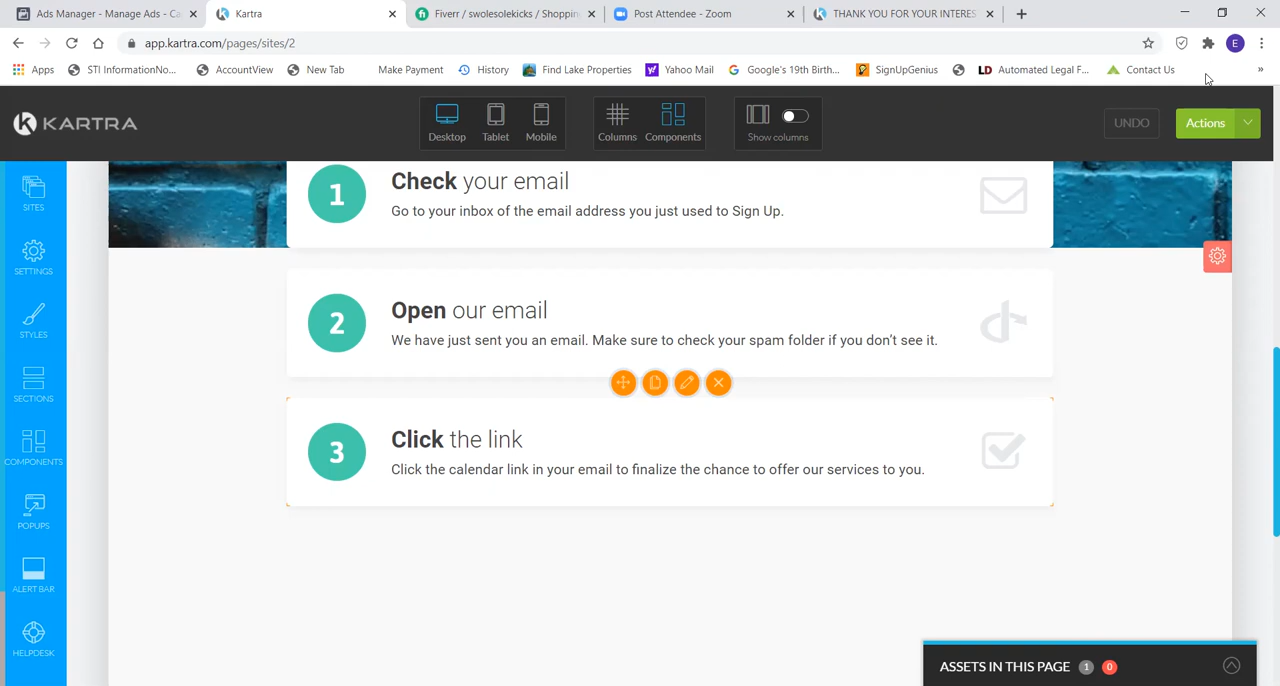 Ads Manager - Manage Ads - Ca
Kartra
Fiverr / swolesolekicks / Shoppin
Post Attendee - Zoom
THANK YOU FOR YOUR INTERES
app.kartra.com/pages/sites/2
E
Apps
STI InformationNo...
AccountView
New Tab
Make Payment
History
Find Lake Properties
Yahoo Mail
Google's 19th Birth...
SignUpGenius
LD Automated Legal F...
Contact Us
»
K KARTRA
Desktop
Tablet
Mobile
Columns
Components
Show columns
UNDO
Actions
SITES
SETTINGS
STYLES
SECTIONS
COMPONENTS
POPUPS
ALERT BAR
HELPDESK
1
Check your email
Go to your inbox of the email address you just used to Sign Up.
2
Open our email
We have just sent you an email. Make sure to check your spam folder if you don’t see it.
3
Click the link
Click the calendar link in your email to finalize the chance to offer our services to you.
ASSETS IN THIS PAGE 1 0